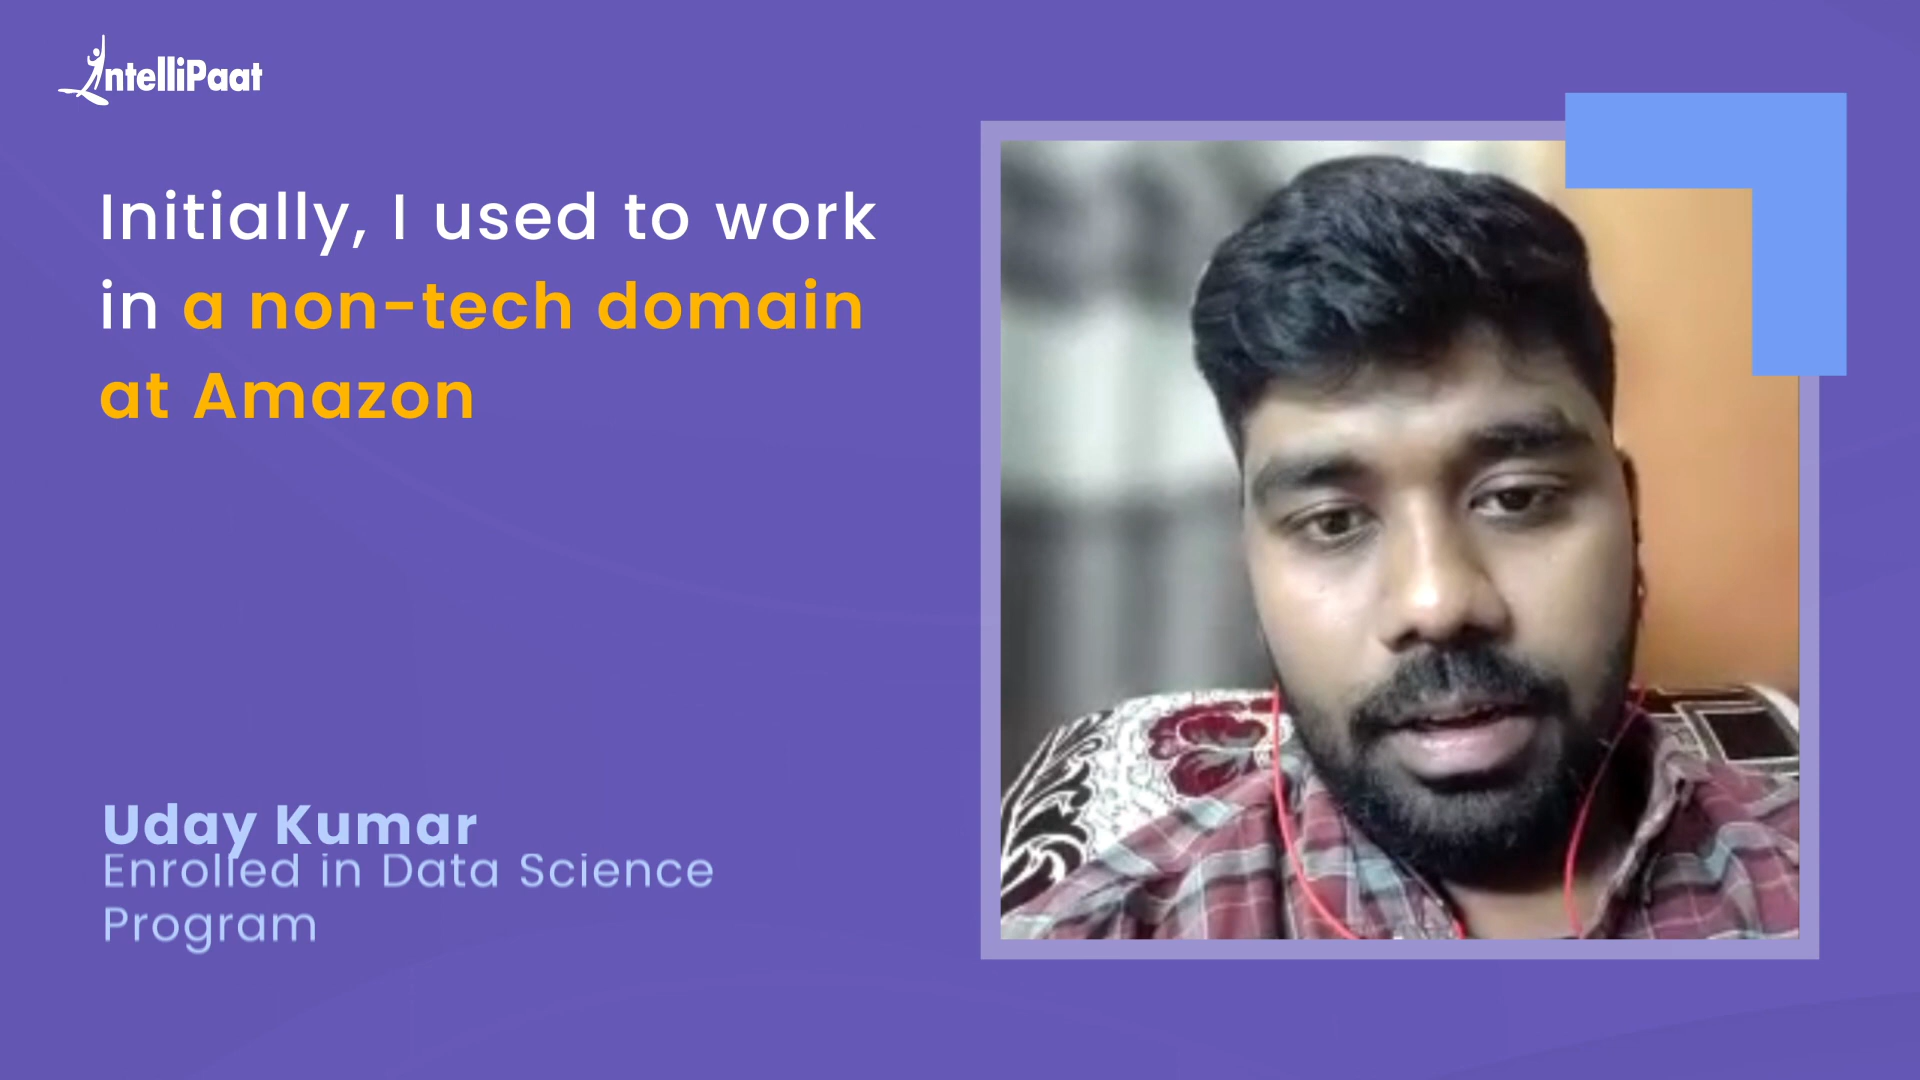 IntelliPaat
Initially, I used to work
in a non-tech domain
at Amazon
Uday Kumar
Enrolled in Data Science
Program